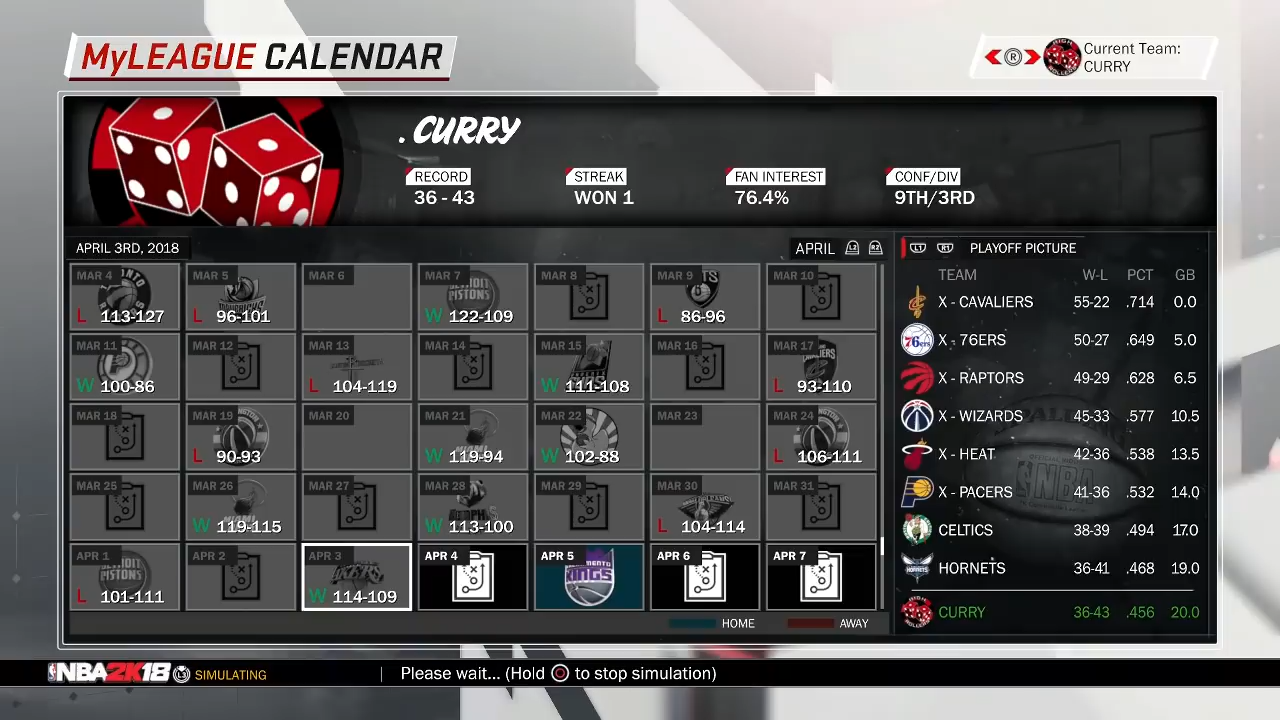 MyLEAGUE CALENDAR
R
Current Team:
CURRY
. CURRY
RECORD STREAK FAN INTEREST CONF/DIV
36 - 43 WON 1 76.4% 9TH/3RD
APRIL 3RD, 2018 APRIL L2 R2
MAR 4 MAR 5 MAR 6 MAR 7 MAR 8 MAR 9 MAR 10
L 113-127 L 96-101 W 122-109 L 86-96
MAR 11 MAR 12 MAR 13 MAR 14 MAR 15 MAR 16 MAR 17
W 100-86 L 104-119 W 111-108 L 93-110
MAR 18 MAR 19 MAR 20 MAR 21 MAR 22 MAR 23 MAR 24
L 90-93 W 119-94 W 102-88 L 106-111
MAR 25 MAR 26 MAR 27 MAR 28 MAR 29 MAR 30 MAR 31
W 119-115 W 113-100 L 104-114
APR 1 APR 2 APR 3 APR 4 APR 5 APR 6 APR 7
L 101-111 W 114-109
HOME AWAY
L1 R1 PLAYOFF PICTURE
TEAM W-L PCT GB
X - CAVALIERS 55-22 .714 0.0
X - 76ERS 50-27 .649 5.0
X - RAPTORS 49-29 .628 6.5
X - WIZARDS 45-33 .577 10.5
X - HEAT 42-36 .538 13.5
X - PACERS 41-36 .532 14.0
CELTICS 38-39 .494 17.0
HORNETS 36-41 .468 19.0
CURRY 36-43 .456 20.0
NBA2K18 SIMULATING Please wait... (Hold to stop simulation)